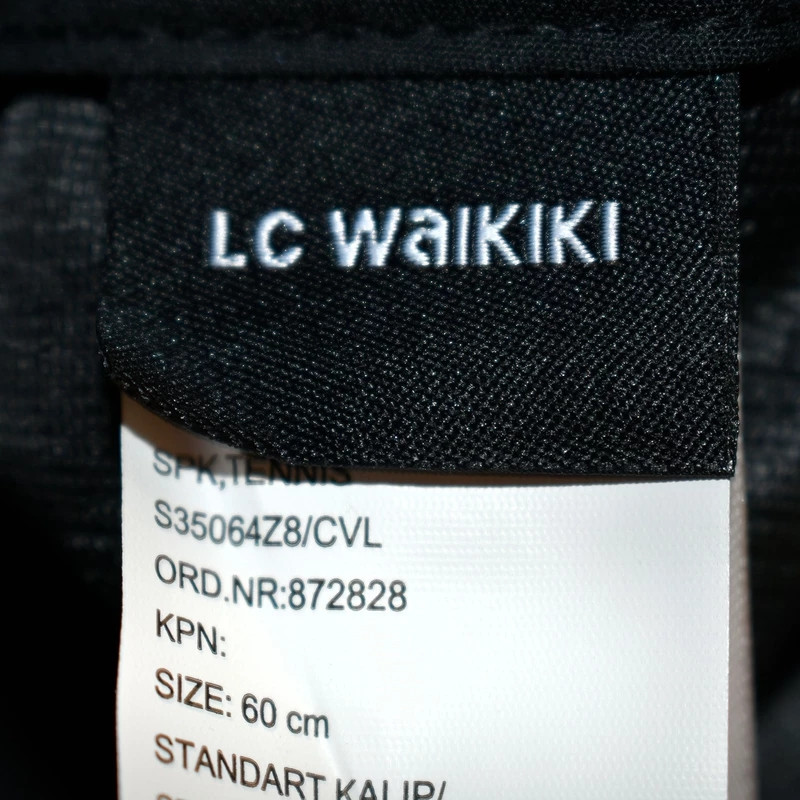 LC WAIKIKI
SPK,TENNIS
S35064Z8/CVL
ORD.NR:872828
KPN:
SIZE: 60 cm
STANDART KALIP/